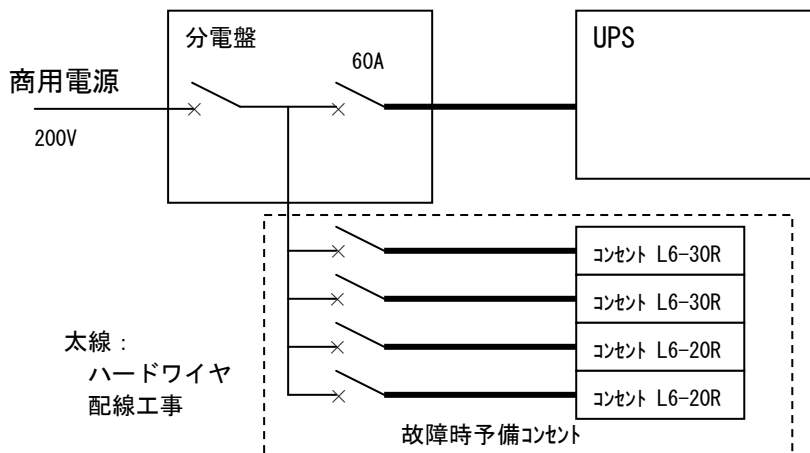 分電盤
UPS
60A
商用電源
200V
コンセント L6-30R
コンセント L6-30R
コンセント L6-20R
コンセント L6-20R
太線：
ハードワイヤ
配線工事
故障時予備コンセント